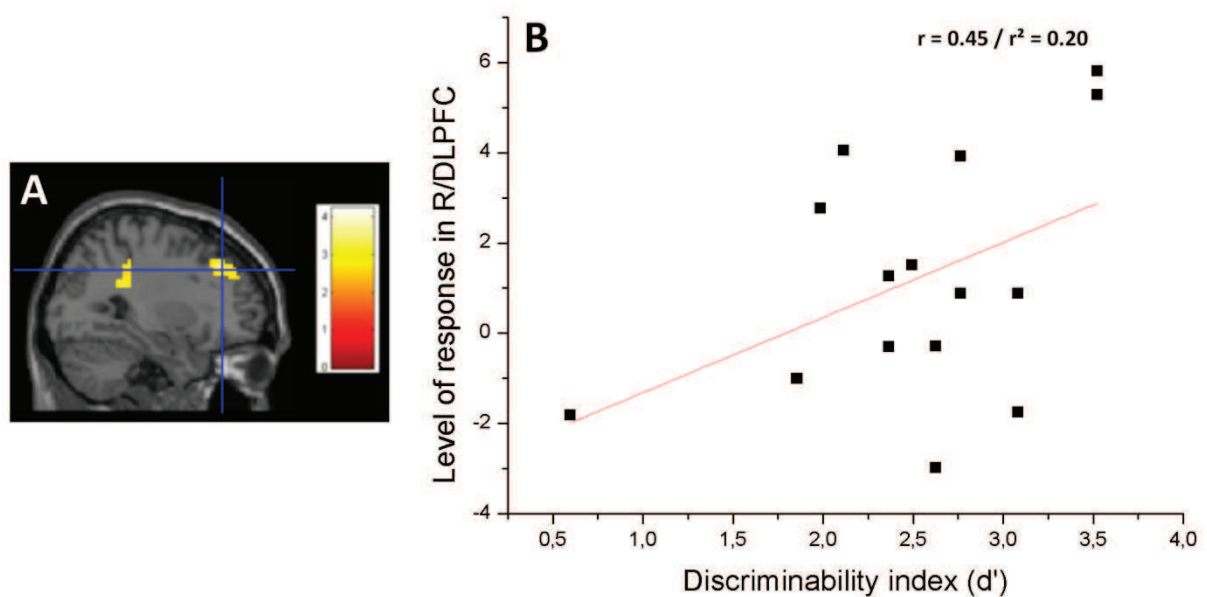 A
4
3
2
1
0
B
r = 0.45 / r² = 0.20
Level of response in R/DLPFC
6
4
2
0
-2
-4
0,5 1,0 1,5 2,0 2,5 3,0 3,5 4,0
Discriminability index (d')